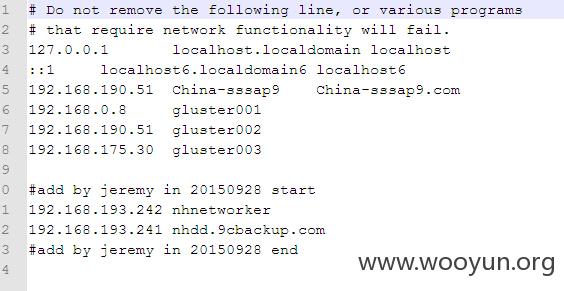 1 # Do not remove the following line, or various programs
2 # that require network functionality will fail.
3 127.0.0.1 localhost.localdomain localhost
4 ::1 localhost6.localdomain6 localhost6
5 192.168.190.51 China-sssap9 China-sssap9.com
6 192.168.0.8 gluster001
7 192.168.190.51 gluster002
8 192.168.175.30 gluster003
9
0 #add by jeremy in 20150928 start
1 192.168.193.242 nhnetworker
2 192.168.193.241 nhdd.9cbackup.com
3 #add by jeremy in 20150928 end
4
www.wooyun.org